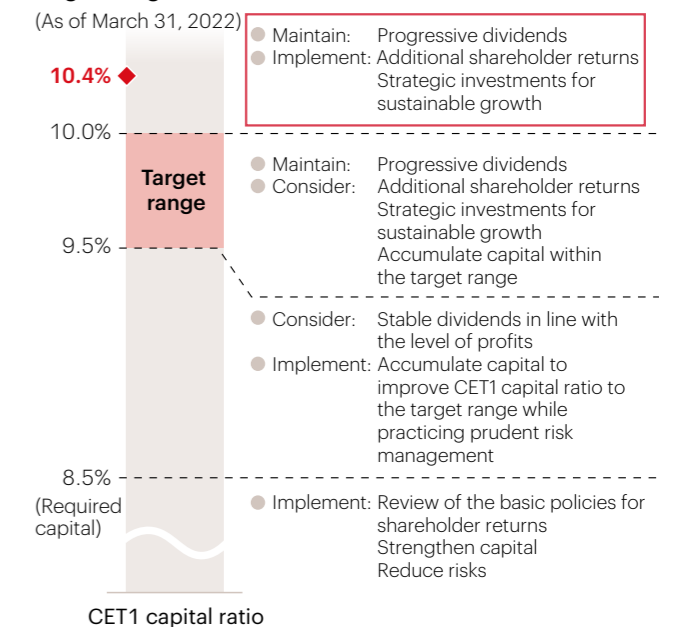 (As of March 31, 2022)
Maintain: Progressive dividends
Implement: Additional shareholder returns
Strategic investments for
sustainable growth
10.4%
10.0%
Target
range
Maintain: Progressive dividends
Consider: Additional shareholder returns
Strategic investments for
sustainable growth
Accumulate capital within
the target range
9.5%
Consider: Stable dividends in line with
the level of profits
Implement: Accumulate capital to
improve CET1 capital ratio to
the target range while
practicing prudent risk
management
8.5%
(Required
capital)
Implement: Review of the basic policies for
shareholder returns
Strengthen capital
Reduce risks
CET1 capital ratio